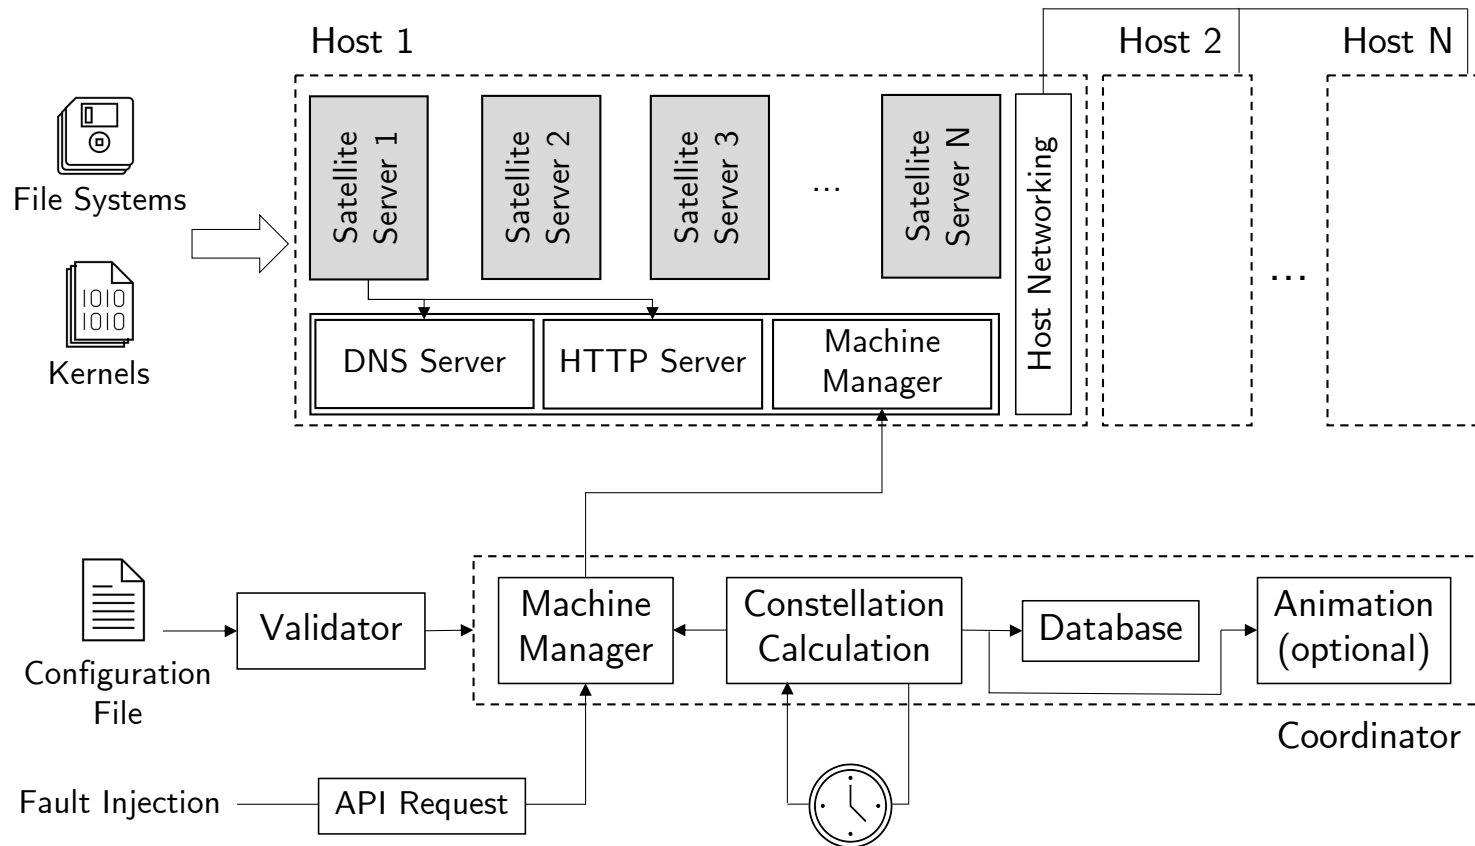 Host 1
Host 2
Host N
File Systems
Kernels
Satellite
Server 1
Satellite
Server 2
Satellite
Server 3
...
Satellite
Server N
Host Networking
...
DNS Server
HTTP Server
Machine
Manager
Configuration
File
Validator
Machine
Manager
Constellation
Calculation
Database
Animation
(optional)
Coordinator
Fault Injection
API Request
IOIO
IOIO